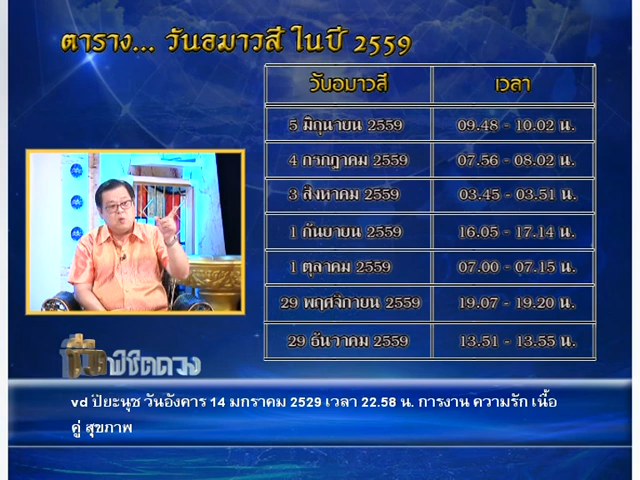 ตาราง... วันอมาวสี ในปี 2559
วันอมาวสี เวลา
5 มิถุนายน 2559 09.48 - 10.02 น.
4 กรกฎาคม 2559 07.56 - 08.02 น.
3 สิงหาคม 2559 03.45 - 03.51 น.
1 กันยายน 2559 16.05 - 17.14 น.
1 ตุลาคม 2559 07.00 - 07.15 น.
29 พฤศจิกายน 2559 19.07 - 19.20 น.
29 ธันวาคม 2559 13.51 - 13.55 น.
พิชิตดวง
vd ปิยะนุช วันอังคาร 14 มกราคม 2529 เวลา 22.58 น. การงาน ความรัก เนื้อ
คู่ สุขภาพ